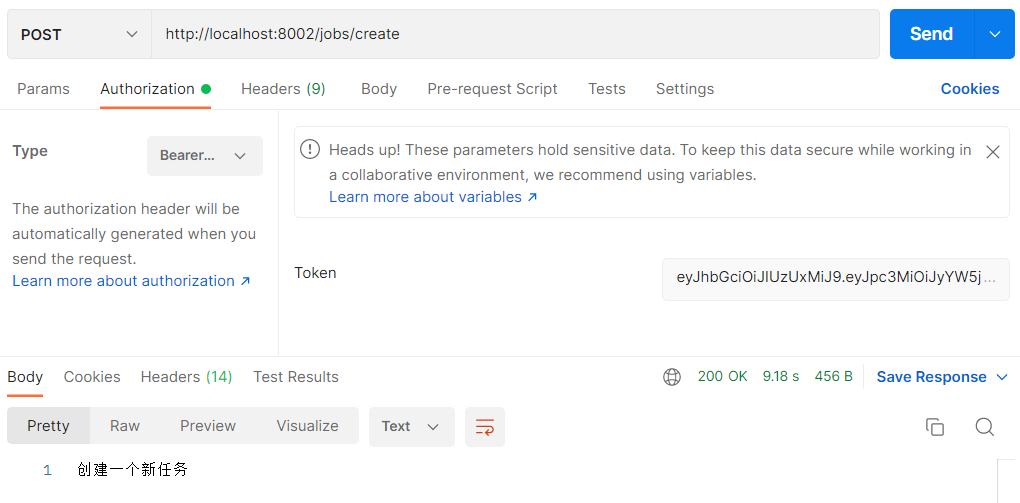 POST http://localhost:8002/jobs/create Send
Params Authorization Headers (9) Body Pre-request Script Tests Settings Cookies
Type Bearer...
The authorization header will be
automatically generated when you
send the request.
Learn more about authorization ↗
Heads up! These parameters hold sensitive data. To keep this data secure while working in
a collaborative environment, we recommend using variables.
Learn more about variables ↗
Token eyJhbGciOiJIUzUxMiJ9.eyJpc3MiOiJyYW5j...
Body Cookies Headers (14) Test Results 200 OK 9.18 s 456 B Save Response
Pretty Raw Preview Visualize Text
1 创建一个新任务